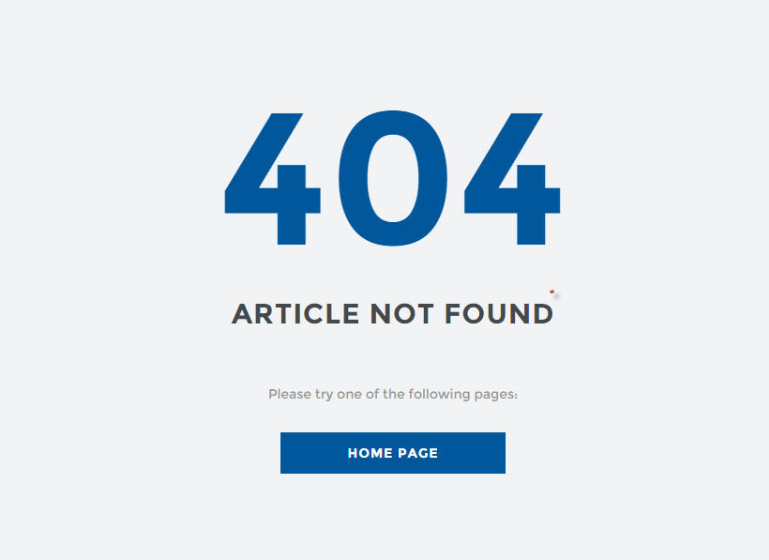 404
ARTICLE NOT FOUND
Please try one of the following pages:
HOME PAGE